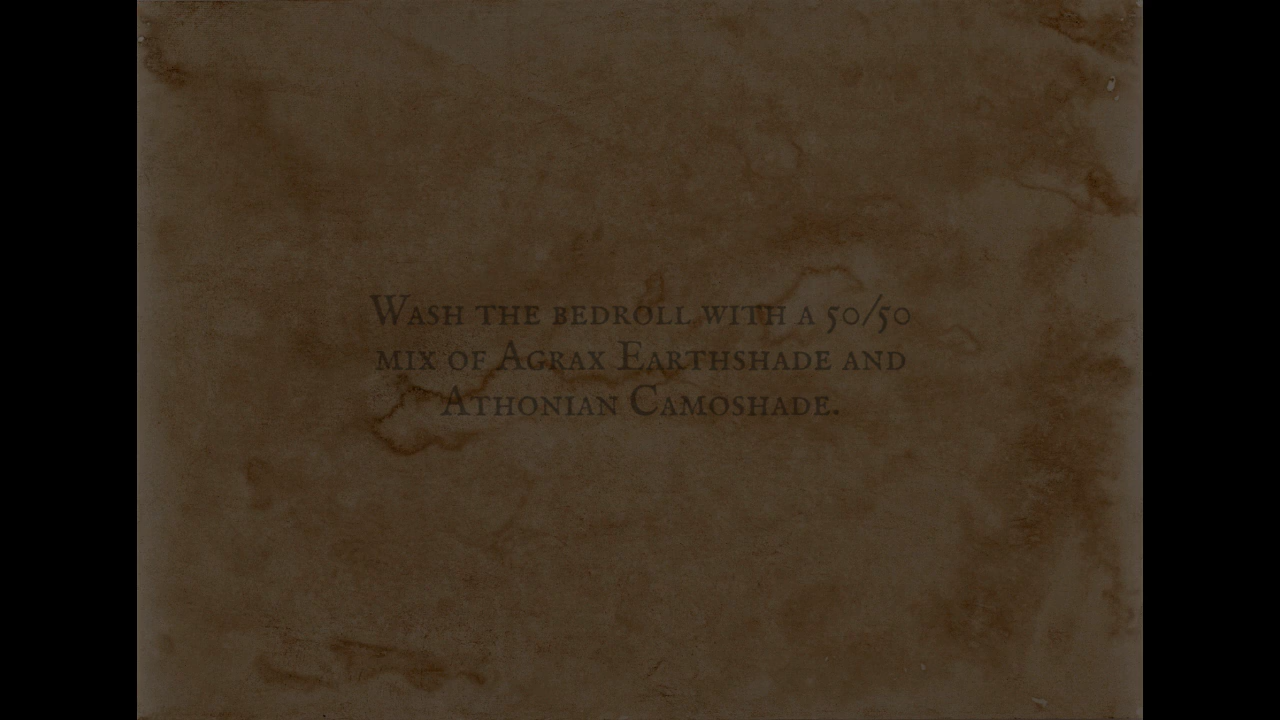 Wash the bedroll with a 50/50
mix of Agrax Earthshade and
Athonian Camoshade.